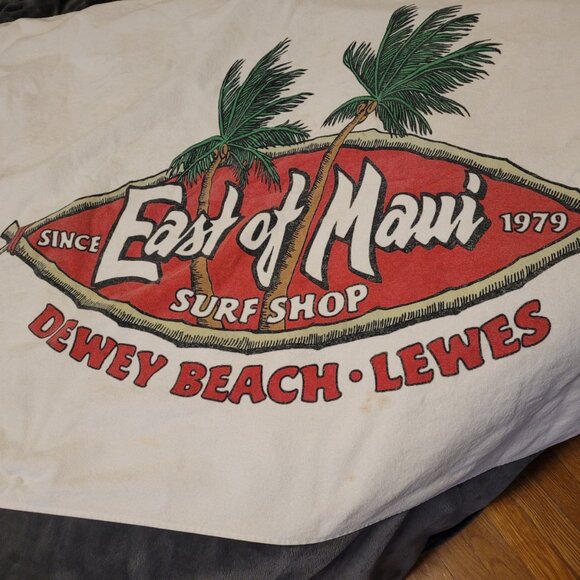 SINCE East of Maui 1979
SURF SHOP
DEWEY BEACH · LEWES